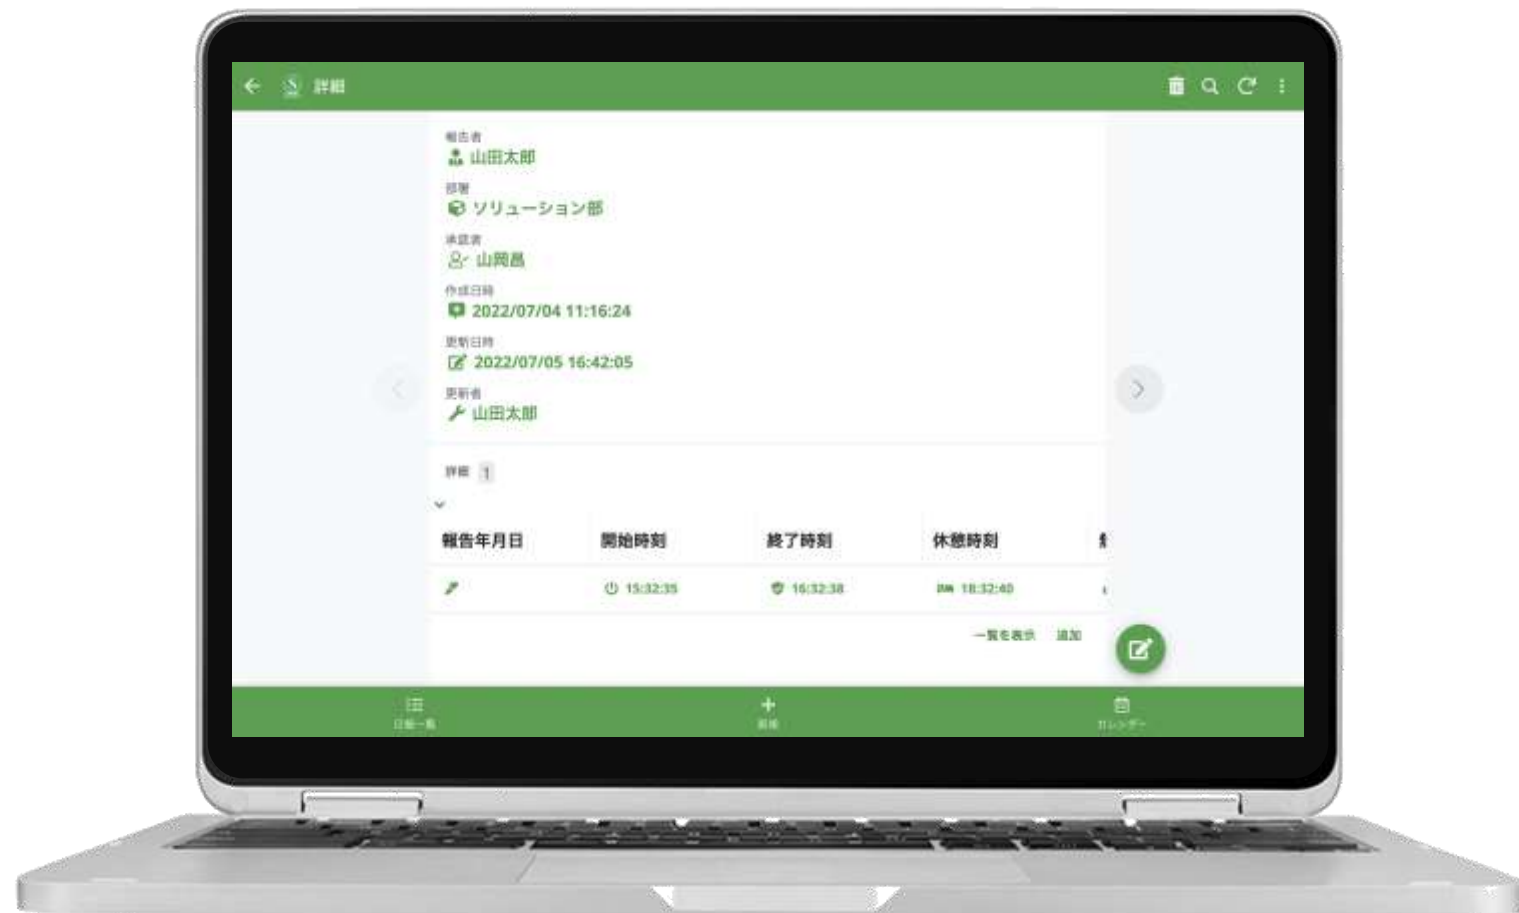 詳細
報告者
山田太郎
部署
ソリューション部
承認者
山岡昌
作成日時
2022/07/04 11:16:24
更新日時
2022/07/05 16:42:05
更新者
山田太郎
詳細 1
報告年月日 開始時刻 終了時刻 休憩時刻
15:32:35 16:32:38 18:32:40
一覧を表示 追加
日報一覧 新規 カレンダー